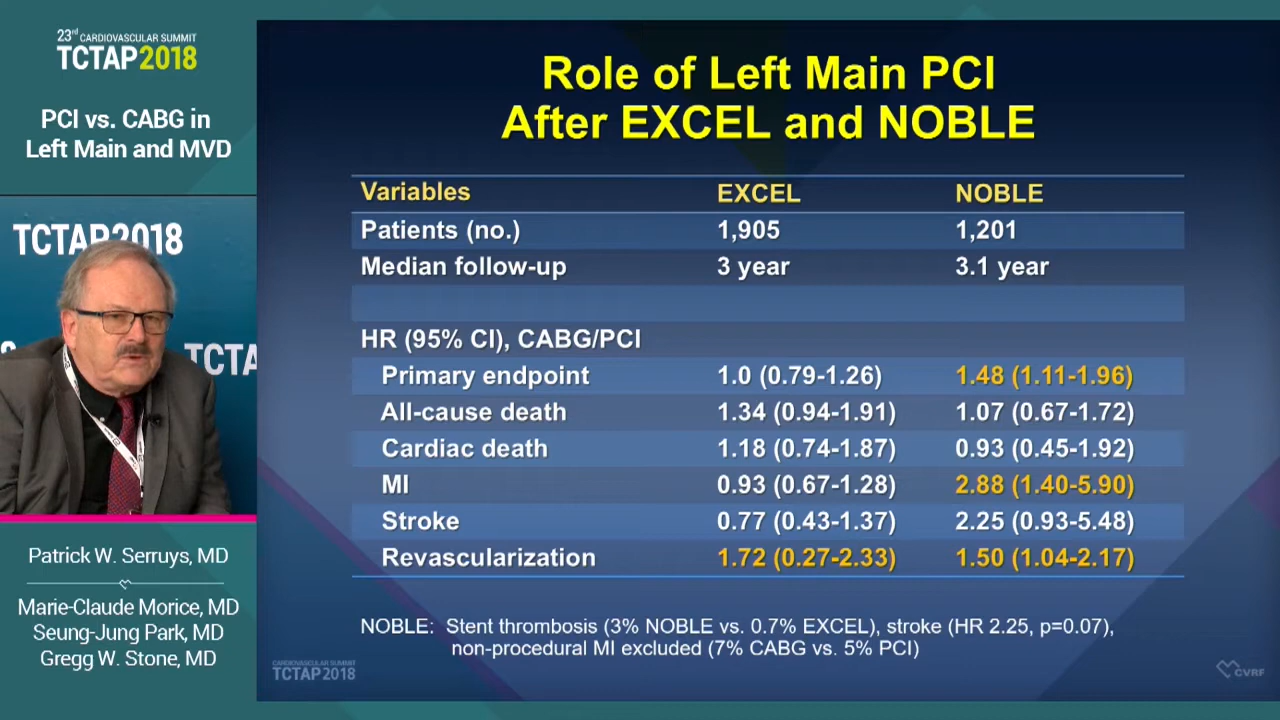 23rd CARDIOVASCULAR SUMMIT
TCTAP2018
PCI vs. CABG in
Left Main and MVD
TCTAP2018
TCTA
Patrick W. Serruys, MD
Marie-Claude Morice, MD
Seung-Jung Park, MD
Gregg W. Stone, MD
Role of Left Main PCI
After EXCEL and NOBLE
Variables EXCEL NOBLE
Patients (no.) 1,905 1,201
Median follow-up 3 year 3.1 year
HR (95% CI), CABG/PCI
Primary endpoint 1.0 (0.79-1.26) 1.48 (1.11-1.96)
All-cause death 1.34 (0.94-1.91) 1.07 (0.67-1.72)
Cardiac death 1.18 (0.74-1.87) 0.93 (0.45-1.92)
MI 0.93 (0.67-1.28) 2.88 (1.40-5.90)
Stroke 0.77 (0.43-1.37) 2.25 (0.93-5.48)
Revascularization 1.72 (0.27-2.33) 1.50 (1.04-2.17)
NOBLE: Stent thrombosis (3% NOBLE vs. 0.7% EXCEL), stroke (HR 2.25, p=0.07),
non-procedural MI excluded (7% CABG vs. 5% PCI)
CARDIOVASCULAR SUMMIT
TCTAP2018
CVRF